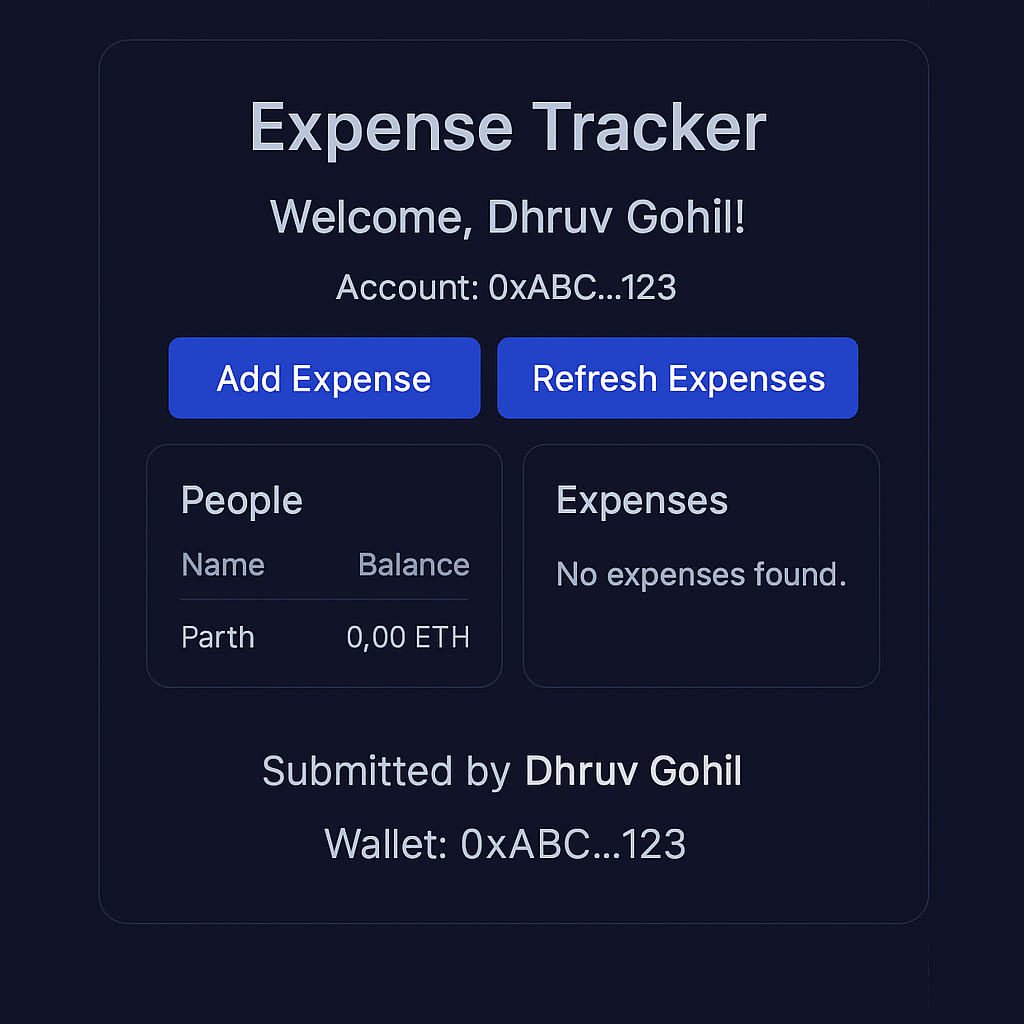 Expense Tracker
Welcome, Dhruv Gohil!
Account: 0xABC...123
Add Expense
Refresh Expenses
People
Name Balance
Parth 0,00 ETH
Expenses
No expenses found.
Submitted by Dhruv Gohil
Wallet: 0xABC...123